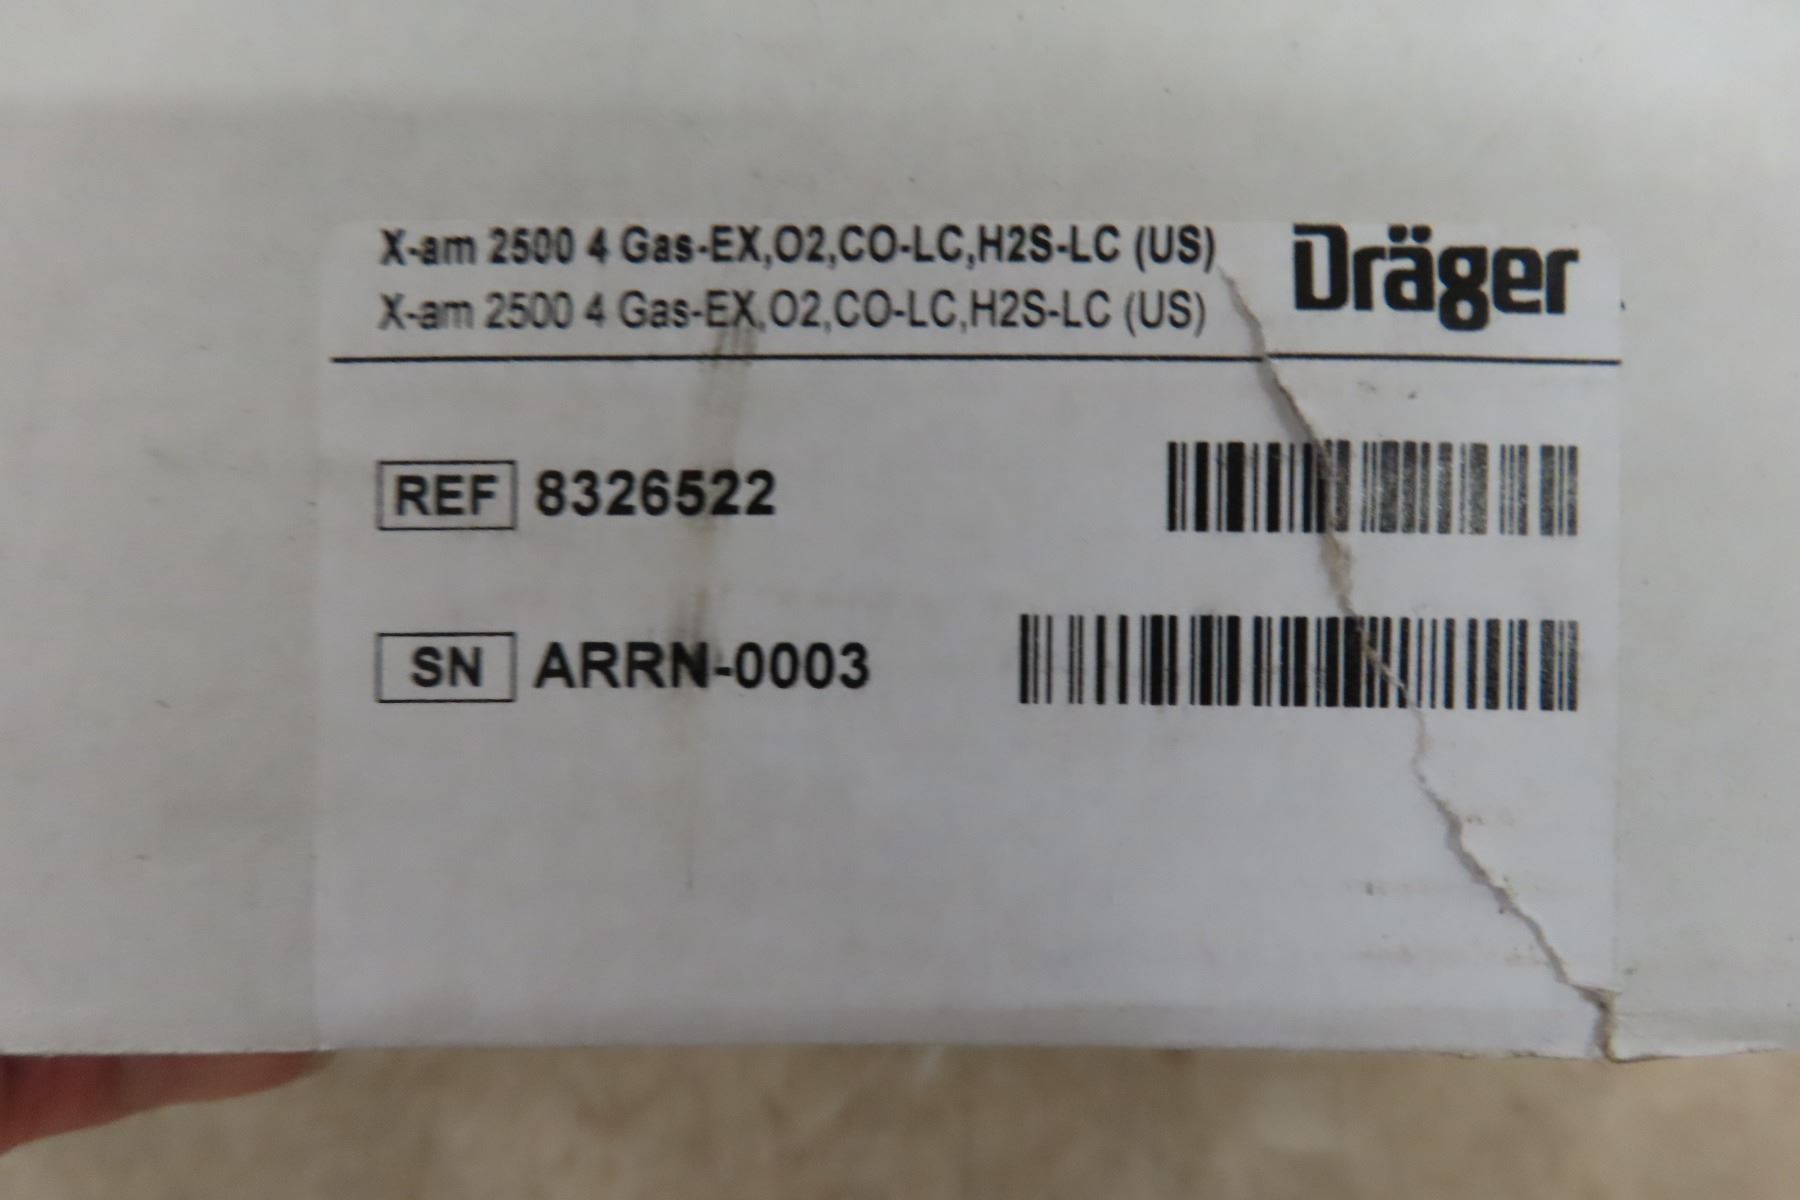 X-am 2500 4 Gas-EX,O2,CO-LC,H2S-LC (US)
Dräger
X-am 2500 4 Gas-EX,O2,CO-LC,H2S-LC (US)
REF 8326522
SN ARRN-0003